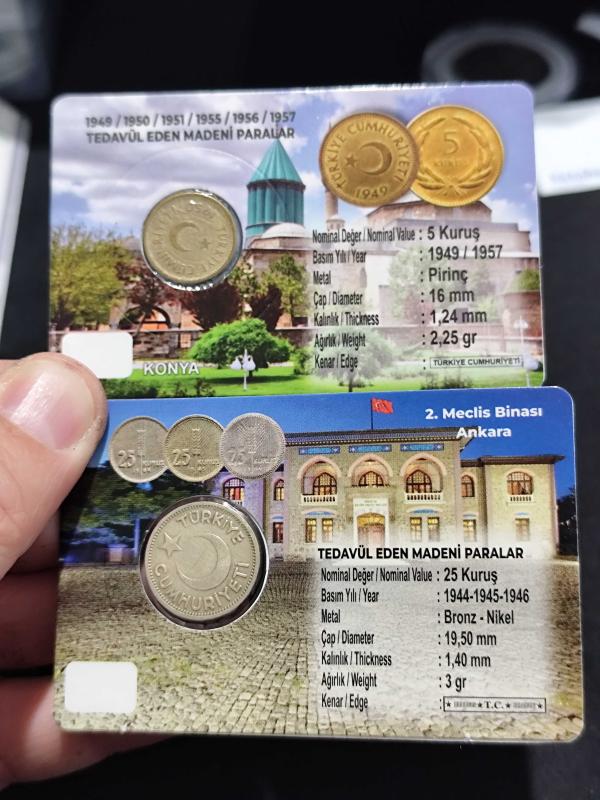 1949 / 1950 / 1951 / 1955 / 1956 / 1957
TEDAVÜL EDEN MADENİ PARALAR
TÜRKİYE CUMHURİYETİ
1949
5
Nominal Değer / Nominal Value : 5 Kuruş
Basım Yılı / Year : 1949 / 1957
Metal : Pirinç
Çap / Diameter : 16 mm
Kalınlık / Thickness : 1,24 mm
Ağırlık / Weight : 2,25 gr
Kenar / Edge : TÜRKİYE CUMHURİYETİ
KONYA
2. Meclis Binası
Ankara
25
25
25
TÜRKİYE
CUMHURİYETİ
TEDAVÜL EDEN MADENİ PARALAR
Nominal Değer / Nominal Value : 25 Kuruş
Basım Yılı / Year : 1944-1945-1946
Metal : Bronz - Nikel
Çap / Diameter : 19,50 mm
Kalınlık / Thickness : 1,40 mm
Ağırlık / Weight : 3 gr
Kenar / Edge : T.C.